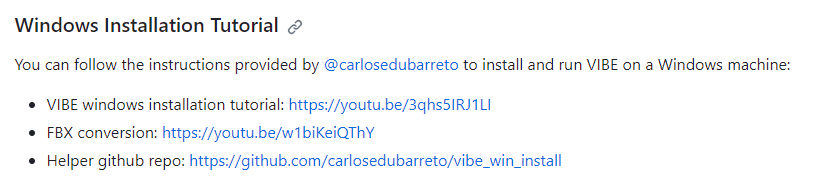 Windows Installation Tutorial
You can follow the instructions provided by @carlosedubarreto to install and run VIBE on a Windows machine:
• VIBE windows installation tutorial: https://youtu.be/3qhs5IRJ1LI
• FBX conversion: https://youtu.be/w1biKeiQThY
• Helper github repo: https://github.com/carlosedubarreto/vibe_win_install